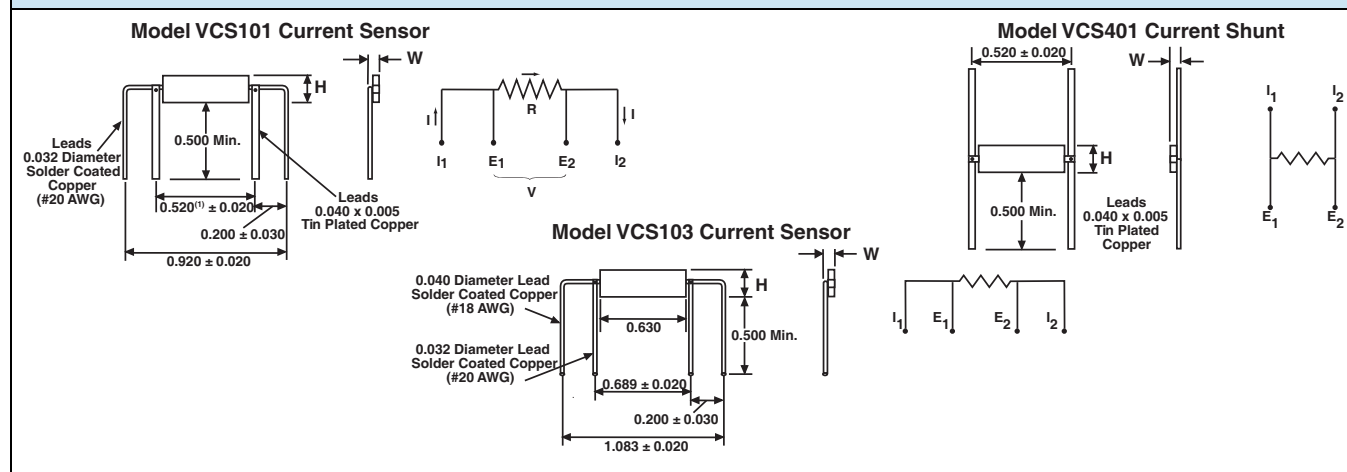 Model VCS101 Current Sensor
W
H
Leads
0.032 Diameter
Solder Coated
Copper
(#20 AWG)
0.500 Min.
0.520(1) ± 0.020
0.200 ± 0.030
0.920 ± 0.020
Leads
0.040 x 0.005
Tin Plated Copper
R
I
I
I1
E1
E2
I2
V
Model VCS103 Current Sensor
W
H
0.040 Diameter Lead
Solder Coated Copper
(#18 AWG)
0.630
0.500 Min.
0.032 Diameter Lead
Solder Coated Copper
(#20 AWG)
0.689 ± 0.020
0.200 ± 0.030
1.083 ± 0.020
Model VCS401 Current Shunt
0.520 ± 0.020
W
H
0.500 Min.
Leads
0.040 x 0.005
Tin Plated
Copper
I1
I2
E1
E2
I1
E1
E2
I2